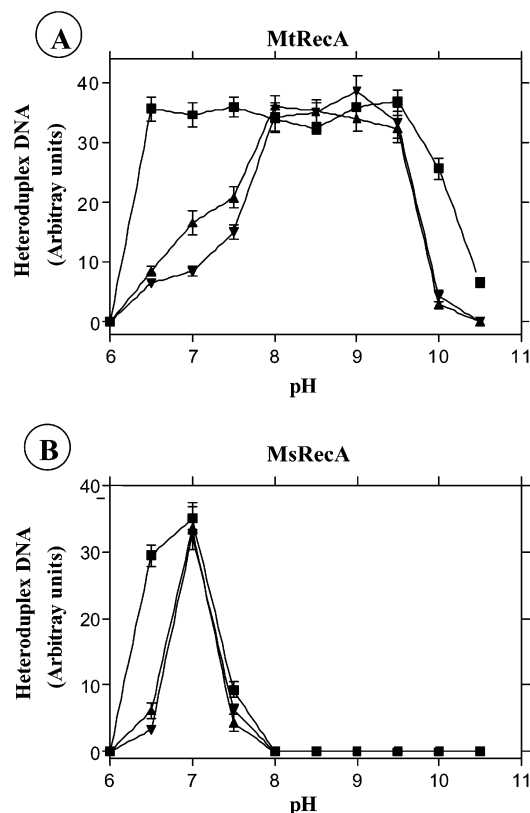 A
MtRecA
Heteroduplex DNA
(Arbitray units)
40
30
20
10
0
6 7 8 9 10 11
pH
B
MsRecA
Heteroduplex DNA
(Arbitray units)
40
30
20
10
0
6 7 8 9 10 11
pH